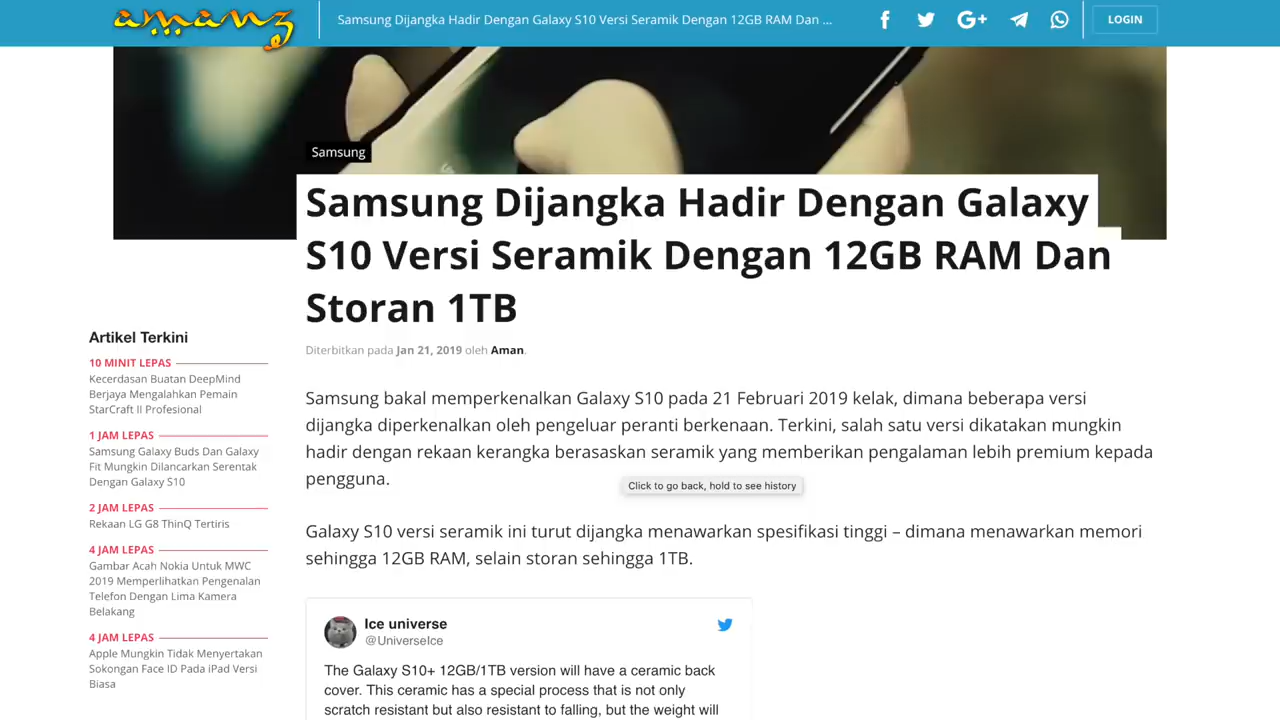 amanz
Samsung Dijangka Hadir Dengan Galaxy S10 Versi Seramik Dengan 12GB RAM Dan ...
LOGIN
Samsung
Samsung Dijangka Hadir Dengan Galaxy
S10 Versi Seramik Dengan 12GB RAM Dan
Storan 1TB
Diterbitkan pada Jan 21, 2019 oleh Aman.
Artikel Terkini
10 MINIT LEPAS
Kecerdasan Buatan DeepMind
Berjaya Mengalahkan Pemain
StarCraft II Profesional
1 JAM LEPAS
Samsung Galaxy Buds Dan Galaxy
Fit Mungkin Dilancarkan Serentak
Dengan Galaxy S10
2 JAM LEPAS
Rekaan LG G8 ThinQ Tertiris
4 JAM LEPAS
Gambar Acah Nokia Untuk MWC
2019 Memperlihatkan Pengenalan
Telefon Dengan Lima Kamera
Belakang
4 JAM LEPAS
Apple Mungkin Tidak Menyertakan
Sokongan Face ID Pada iPad Versi
Biasa
Samsung bakal memperkenalkan Galaxy S10 pada 21 Februari 2019 kelak, dimana beberapa versi
dijangka diperkenalkan oleh pengeluar peranti berkenaan. Terkini, salah satu versi dikatakan mungkin
hadir dengan rekaan kerangka berasaskan seramik yang memberikan pengalaman lebih premium kepada
pengguna.
Click to go back, hold to see history
Galaxy S10 versi seramik ini turut dijangka menawarkan spesifikasi tinggi – dimana menawarkan memori
sehingga 12GB RAM, selain storan sehingga 1TB.
Ice universe
@UniverseIce
The Galaxy S10+ 12GB/1TB version will have a ceramic back
cover. This ceramic has a special process that is not only
scratch resistant but also resistant to falling, but the weight will